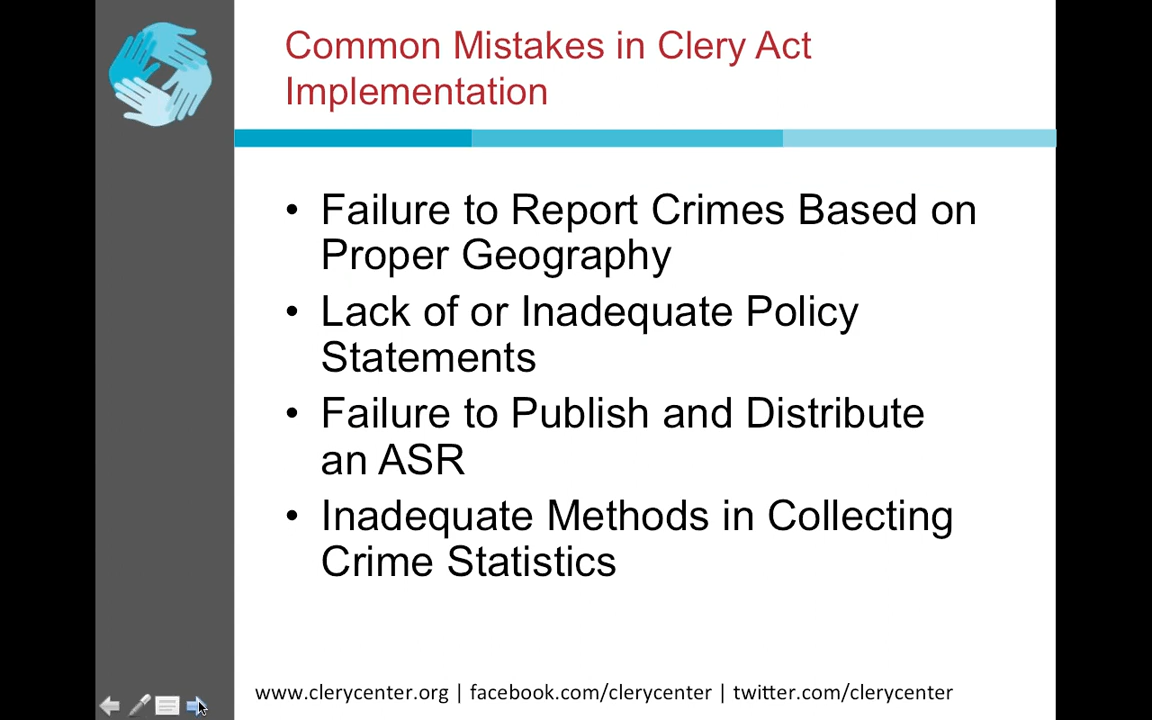 Common Mistakes in Clery Act
Implementation
• Failure to Report Crimes Based on
Proper Geography
• Lack of or Inadequate Policy
Statements
• Failure to Publish and Distribute
an ASR
• Inadequate Methods in Collecting
Crime Statistics
www.clerycenter.org | facebook.com/clerycenter | twitter.com/clerycenter